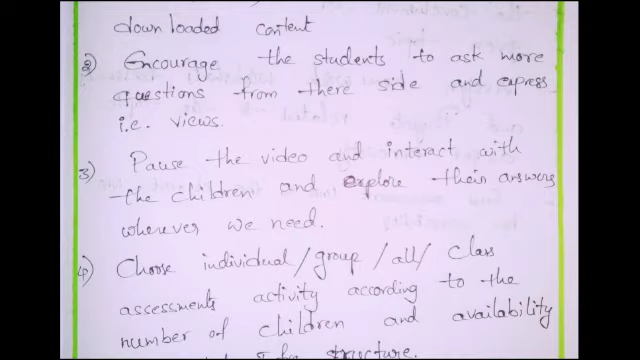 downloaded content
2) Encourage the students to ask more
questions from there side and express
i.e. views.
3) Pause the video and interact with
the children and explore their answers
wherever we need.
4) Choose individual/group/all/class
assessments activity according to the
number of children and availability
structure.